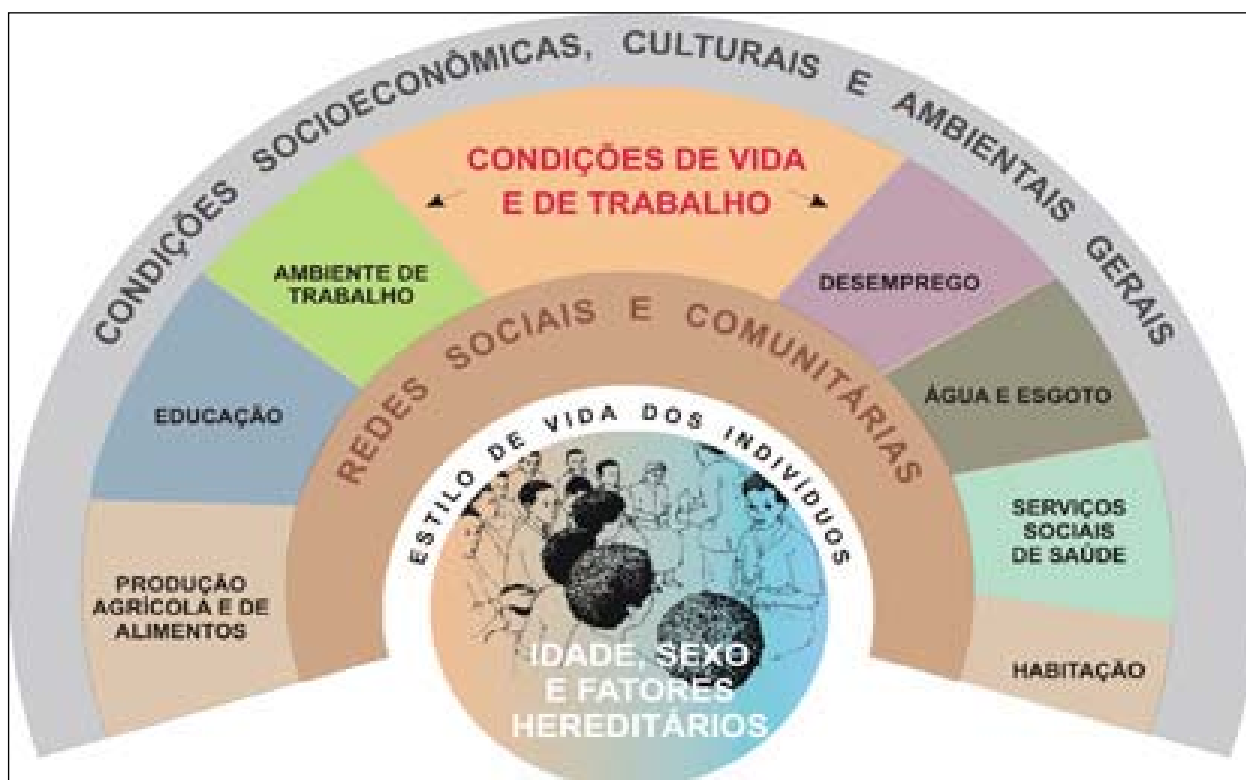 CONDIÇÕES SOCIOECONÔMICAS, CULTURAIS E AMBIENTAIS GERAIS
CONDIÇÕES DE VIDA
E DE TRABALHO
AMBIENTE DE
TRABALHO
DESEMPREGO
EDUCAÇÃO
ÁGUA E ESGOTO
PRODUÇÃO
AGRÍCOLA E DE
ALIMENTOS
SERVIÇOS
SOCIAIS
DE SAÚDE
HABITAÇÃO
REDES SOCIAIS E COMUNITÁRIAS
ESTILO DE VIDA DOS INDIVÍDUOS
IDADE, SEXO
E FATORES
HEREDITÁRIOS